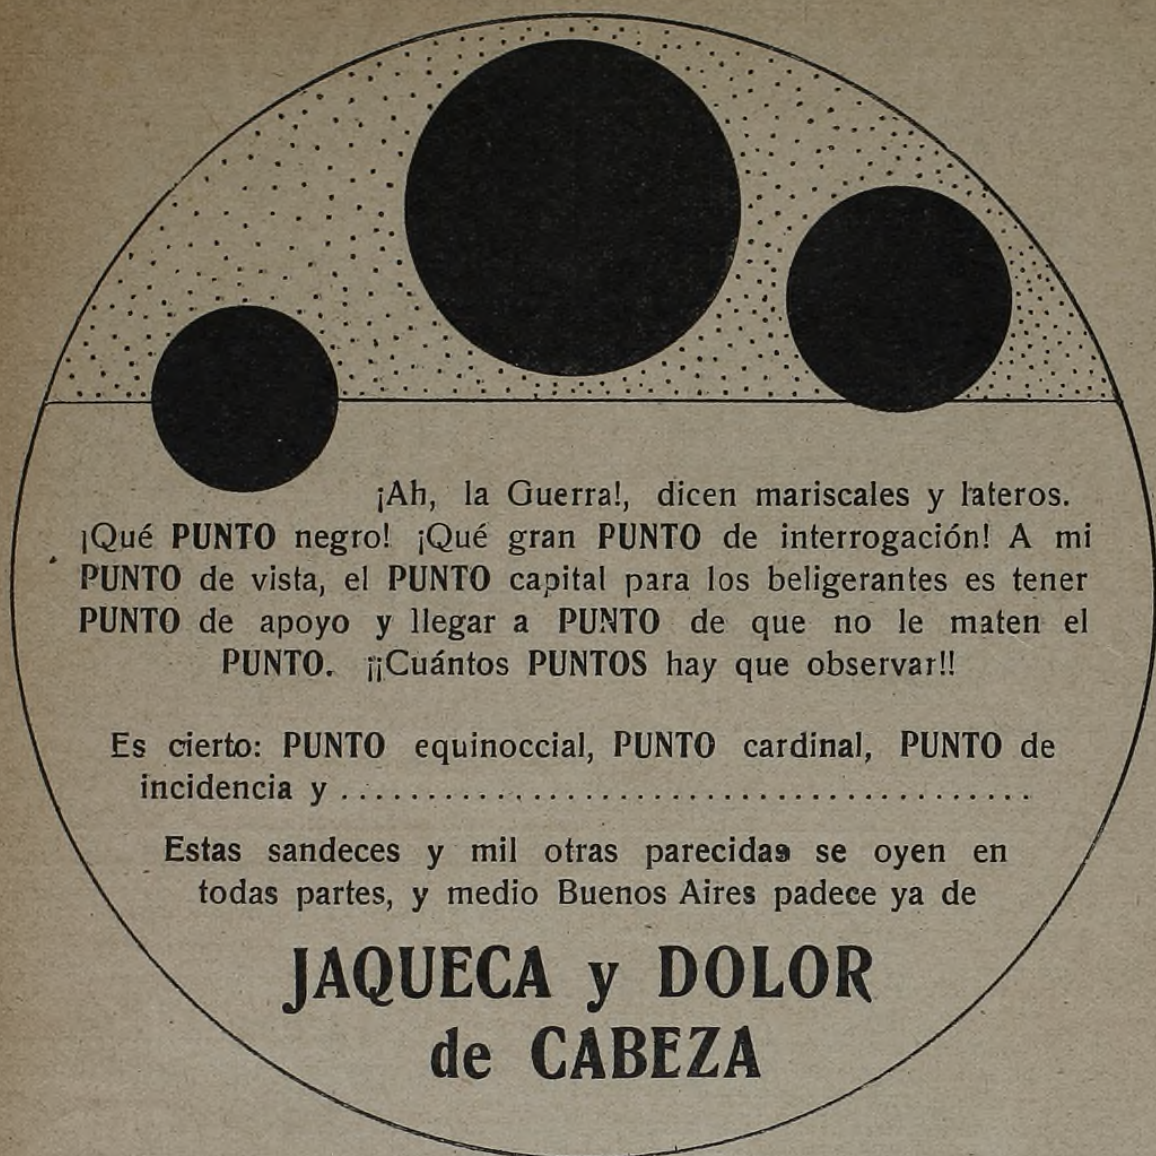 ¡Ah, la Guerra!, dicen mariscales y lateros.
¡Qué PUNTO negro! ¡Qué gran PUNTO de interrogación! A mi
PUNTO de vista, el PUNTO capital para los beligerantes es tener
PUNTO de apoyo y llegar a PUNTO de que no le maten el
PUNTO. ¡¡Cuántos PUNTOS hay que observar!!
Es cierto: PUNTO equinoccial, PUNTO cardinal, PUNTO de
incidencia y ........................................
Estas sandeces y mil otras parecidas se oyen en
todas partes, y medio Buenos Aires padece ya de
JAQUECA y DOLOR
de CABEZA